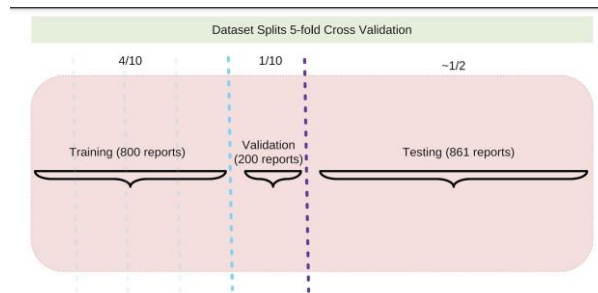 Dataset Splits 5-fold Cross Validation
4/10
1/10
~1/2
Training (800 reports)
Validation
(200 reports)
Testing (861 reports)